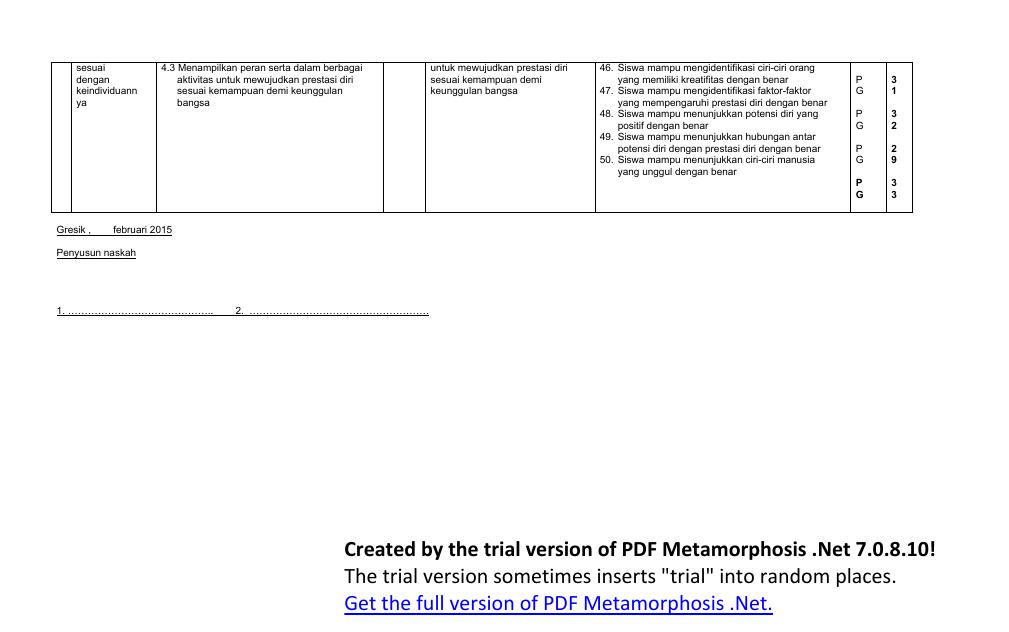 sesuai
dengan
keindividuann
ya
4.3 Menampilkan peran serta dalam berbagai
aktivitas untuk mewujudkan prestasi diri
sesuai kemampuan demi keunggulan
bangsa
untuk mewujudkan prestasi diri
sesuai kemampuan demi
keunggulan bangsa
46. Siswa mampu mengidentifikasi ciri-ciri orang
yang memiliki kreatifitas dengan benar
47. Siswa mampu mengidentifikasi faktor-faktor
yang mempengaruhi prestasi diri dengan benar
48. Siswa mampu menunjukkan potensi diri yang
positif dengan benar
49. Siswa mampu menunjukkan hubungan antar
potensi diri dengan prestasi diri dengan benar
50. Siswa mampu menunjukkan ciri-ciri manusia
yang unggul dengan benar
P
G
P
G
P
G
P
G
3
1
3
2
2
9
3
3
Gresik , februari 2015
Penyusun naskah
1. …………………………………….. 2. ………………………………………………
Created by the trial version of PDF Metamorphosis .Net 7.0.8.10!
The trial version sometimes inserts "trial" into random places.
Get the full version of PDF Metamorphosis .Net.